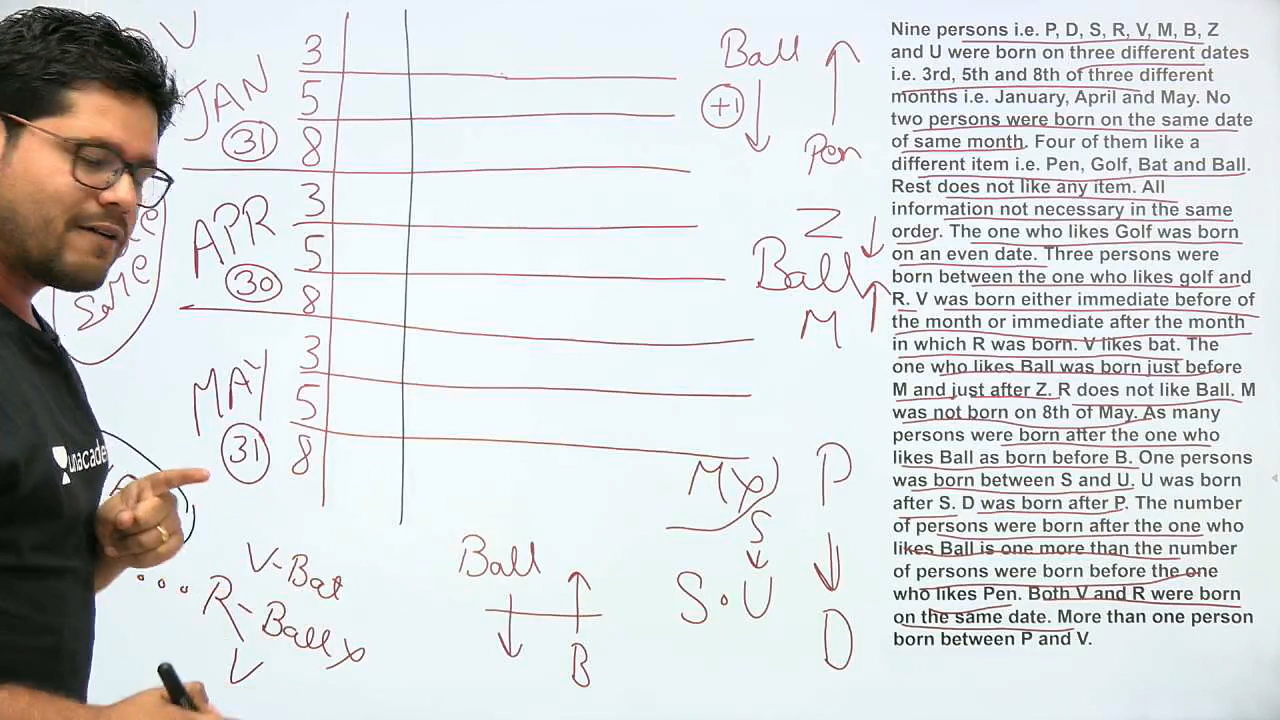 V
JAN
31
3
5
8
APR
30
3
5
8
MAY
31
3
5
8
Same
unacade
Ball
+1
Pen
Z
Ball
M
M
S
S • U
P
D
... R - Ball x
V - Bat
V
Ball
B
Nine persons i.e. P, D, S, R, V, M, B, Z
and U were born on three different dates
i.e. 3rd, 5th and 8th of three different
months i.e. January, April and May. No
two persons were born on the same date
of same month. Four of them like a
different item i.e. Pen, Golf, Bat and Ball.
Rest does not like any item. All
information not necessary in the same
order. The one who likes Golf was born
on an even date. Three persons were
born between the one who likes golf and
R. V was born either immediate before of
the month or immediate after the month
in which R was born. V likes bat. The
one who likes Ball was born just before
M and just after Z. R does not like Ball. M
was not born on 8th of May. As many
persons were born after the one who
likes Ball as born before B. One persons
was born between S and U. U was born
after S. D was born after P. The number
of persons were born after the one who
likes Ball is one more than the number
of persons were born before the one
who likes Pen. Both V and R were born
on the same date. More than one person
born between P and V.